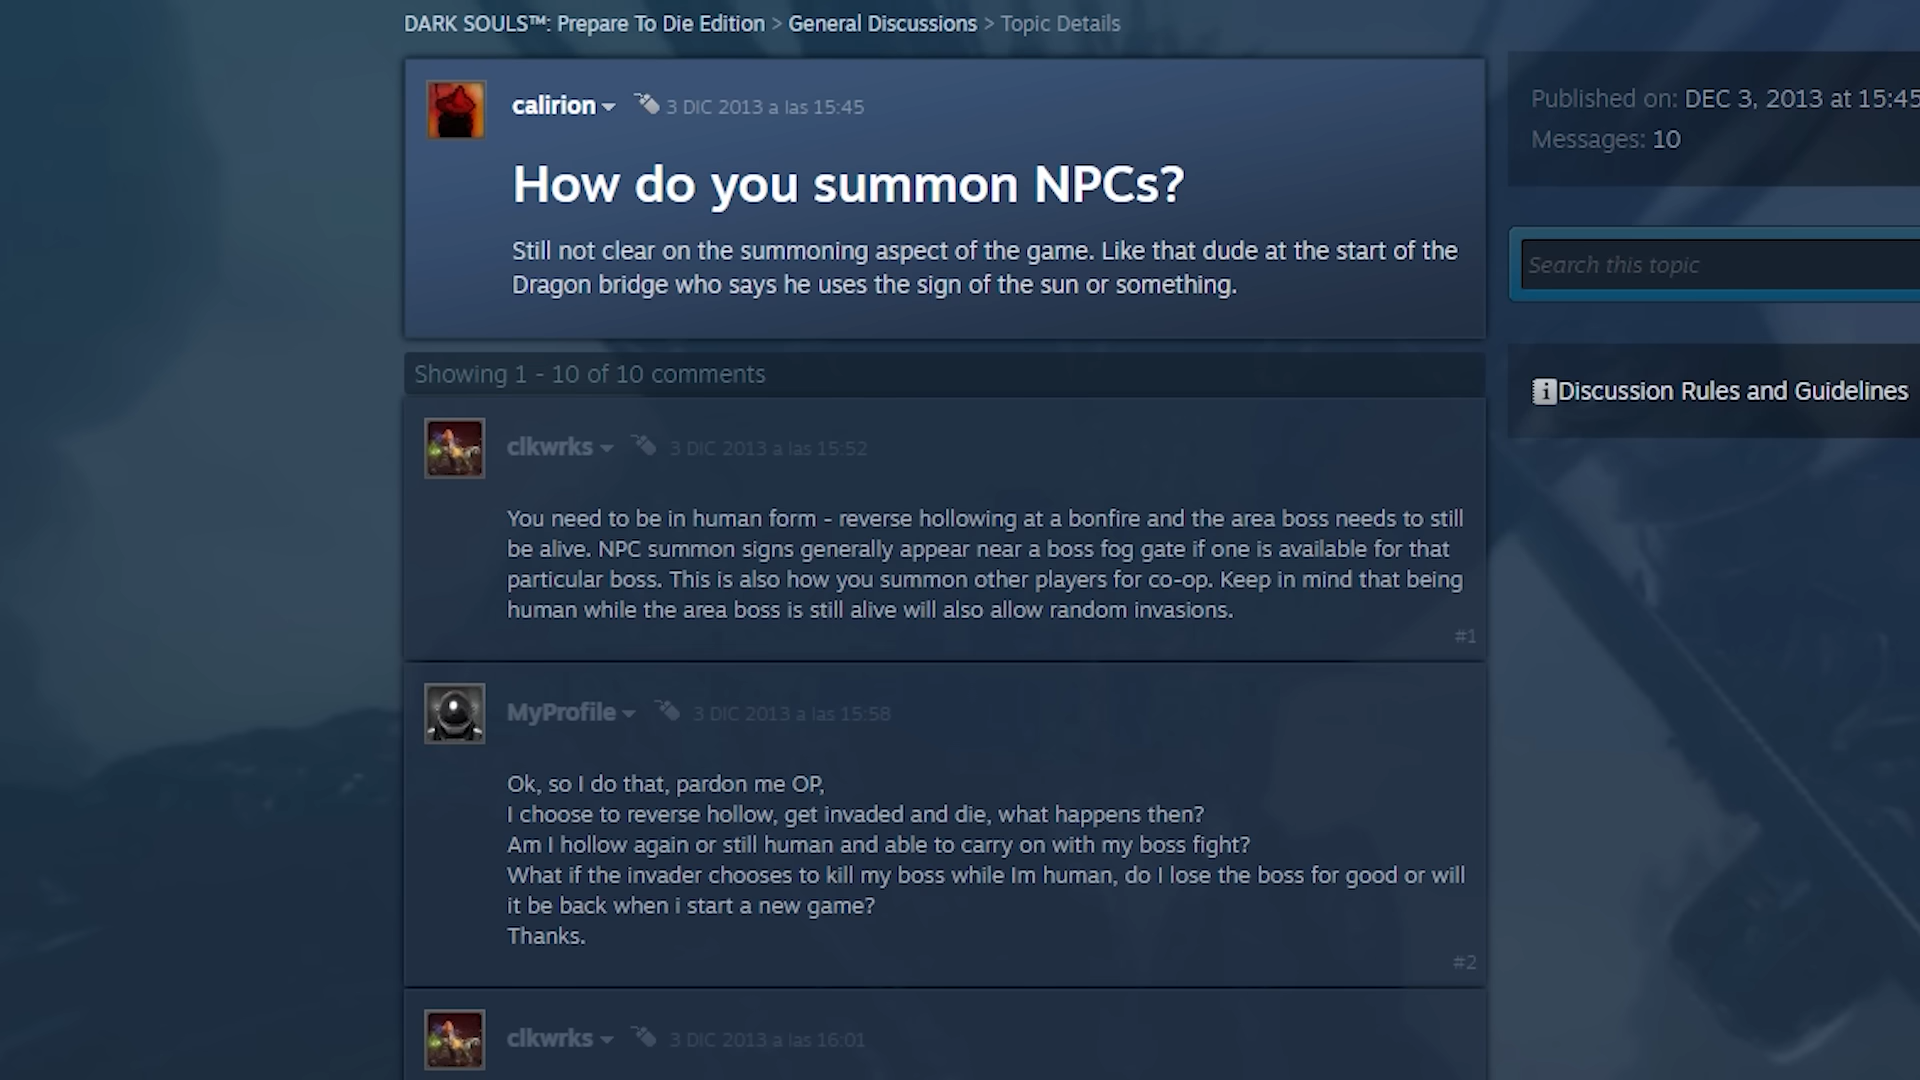 DARK SOULS™: Prepare To Die Edition > General Discussions > Topic Details
calirion 3 DIC 2013 a las 15:45
How do you summon NPCs?
Still not clear on the summoning aspect of the game. Like that dude at the start of the
Dragon bridge who says he uses the sign of the sun or something.
Published on: DEC 3, 2013 at 15:45
Messages: 10
Search this topic
Discussion Rules and Guidelines
Showing 1 - 10 of 10 comments
clkwrks 3 DIC 2013 a las 15:52
You need to be in human form - reverse hollowing at a bonfire and the area boss needs to still
be alive. NPC summon signs generally appear near a boss fog gate if one is available for that
particular boss. This is also how you summon other players for co-op. Keep in mind that being
human while the area boss is still alive will also allow random invasions.
#1
MyProfile 3 DIC 2013 a las 15:58
Ok, so I do that, pardon me OP,
I choose to reverse hollow, get invaded and die, what happens then?
Am I hollow again or still human and able to carry on with my boss fight?
What if the invader chooses to kill my boss while Im human, do I lose the boss for good or will
it be back when i start a new game?
Thanks.
#2
clkwrks 3 DIC 2013 a las 16:01